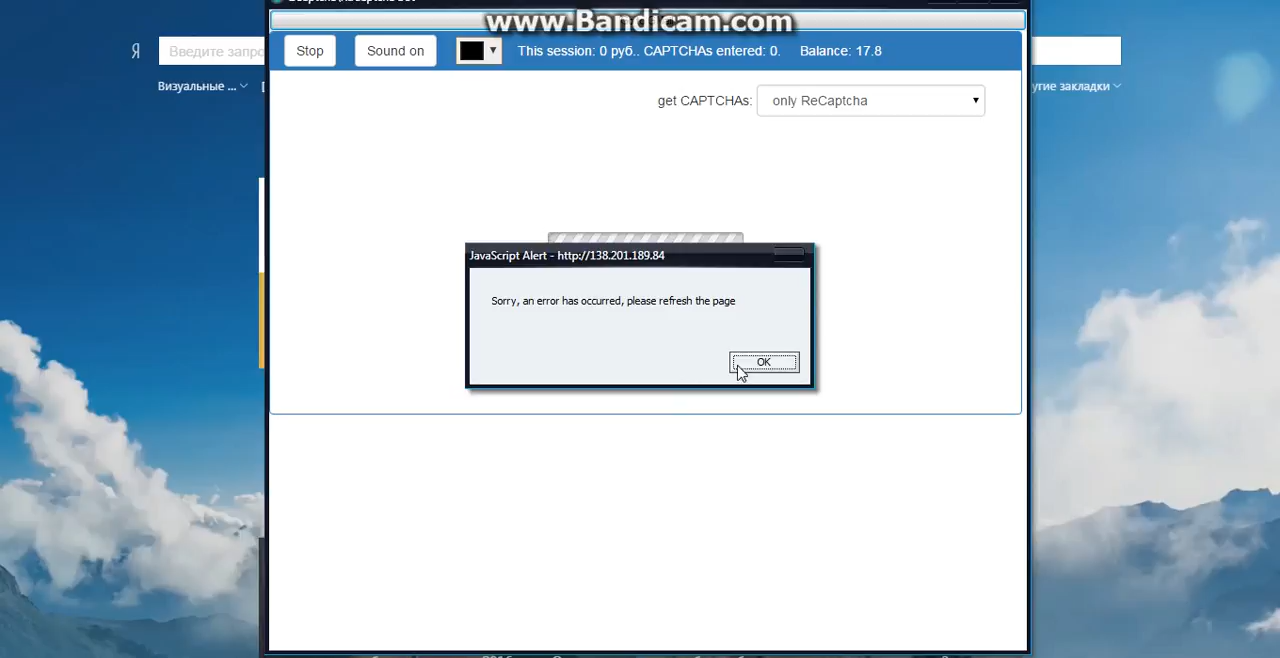 www.Bandicam.com
Stop
Sound on
This session: 0 руб.. CAPTCHAs entered: 0.
Balance: 17.8
Я
Введите запро
Визуальные ...
угие закладки
get CAPTCHAs:
only ReCaptcha
JavaScript Alert - http://138.201.189.84
Sorry, an error has occurred, please refresh the page
OK